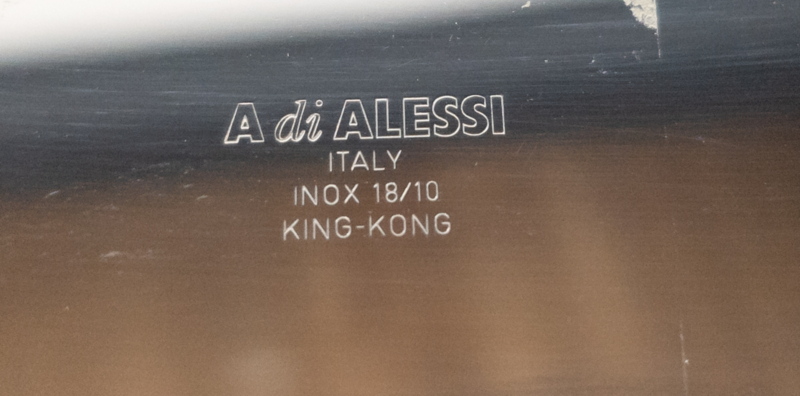 A di ALESSI
ITALY
INOX 18/10
KING-KONG